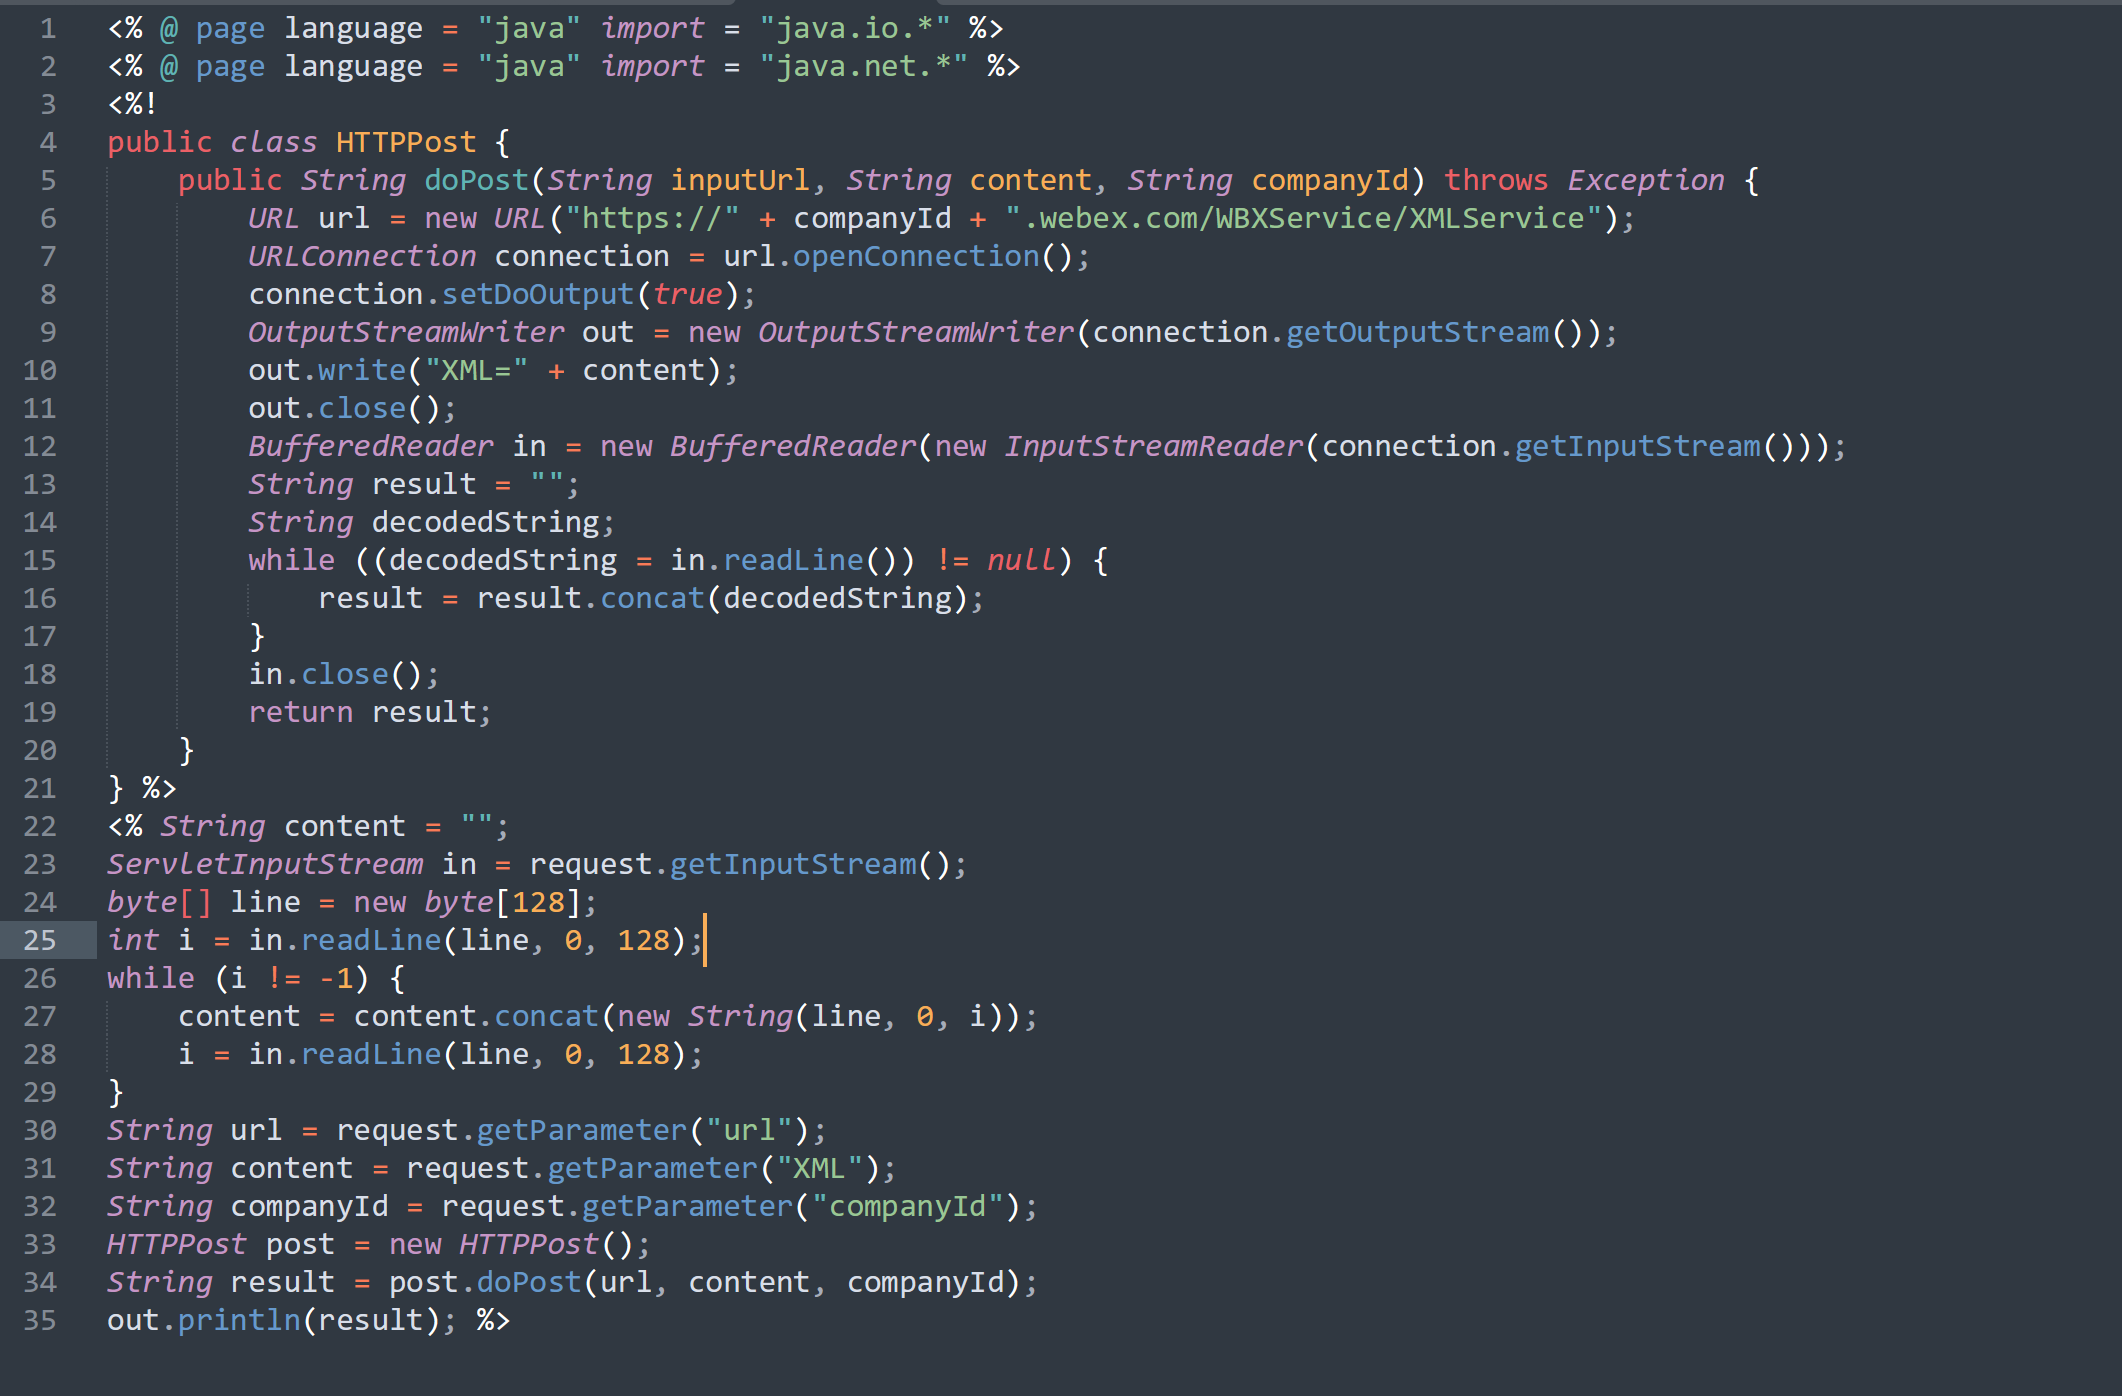 1 <% @ page language = "java" import = "java.io.*" %>
2 <% @ page language = "java" import = "java.net.*" %>
3 <%!
4 public class HTTPPost {
5     public String doPost(String inputUrl, String content, String companyId) throws Exception {
6         URL url = new URL("https://" + companyId + ".webex.com/WBXService/XMLService");
7         URLConnection connection = url.openConnection();
8         connection.setDoOutput(true);
9         OutputStreamWriter out = new OutputStreamWriter(connection.getOutputStream());
10         out.write("XML=" + content);
11         out.close();
12         BufferedReader in = new BufferedReader(new InputStreamReader(connection.getInputStream()));
13         String result = "";
14         String decodedString;
15         while ((decodedString = in.readLine()) != null) {
16             result = result.concat(decodedString);
17         }
18         in.close();
19         return result;
20     }
21 } %>
22 <% String content = "";
23 ServletInputStream in = request.getInputStream();
24 byte[] line = new byte[128];
25 int i = in.readLine(line, 0, 128);
26 while (i != -1) {
27     content = content.concat(new String(line, 0, i));
28     i = in.readLine(line, 0, 128);
29 }
30 String url = request.getParameter("url");
31 String content = request.getParameter("XML");
32 String companyId = request.getParameter("companyId");
33 HTTPPost post = new HTTPPost();
34 String result = post.doPost(url, content, companyId);
35 out.println(result); %>